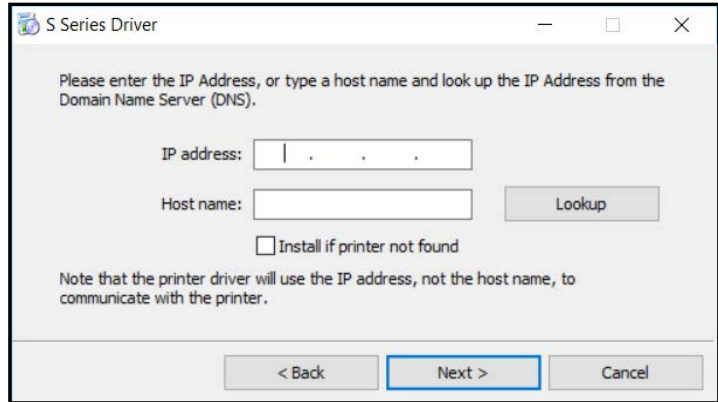 S Series Driver
Please enter the IP Address, or type a host name and look up the IP Address from the
Domain Name Server (DNS).
IP address:
Host name:
Lookup
Install if printer not found
Note that the printer driver will use the IP address, not the host name, to
communicate with the printer.
< Back
Next >
Cancel